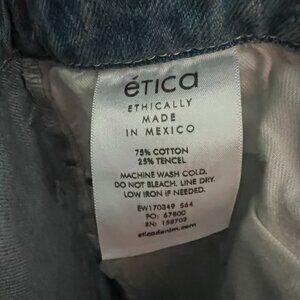 éTICA
ETHICALLY
MADE
IN MEXICO
75% COTTON
25% TENCEL
MACHINE WASH COLD.
DO NOT BLEACH. LINE DRY.
LOW IRON IF NEEDED.
EW170349 S64
PO: 67800
RN: 158702
eticadenim.com